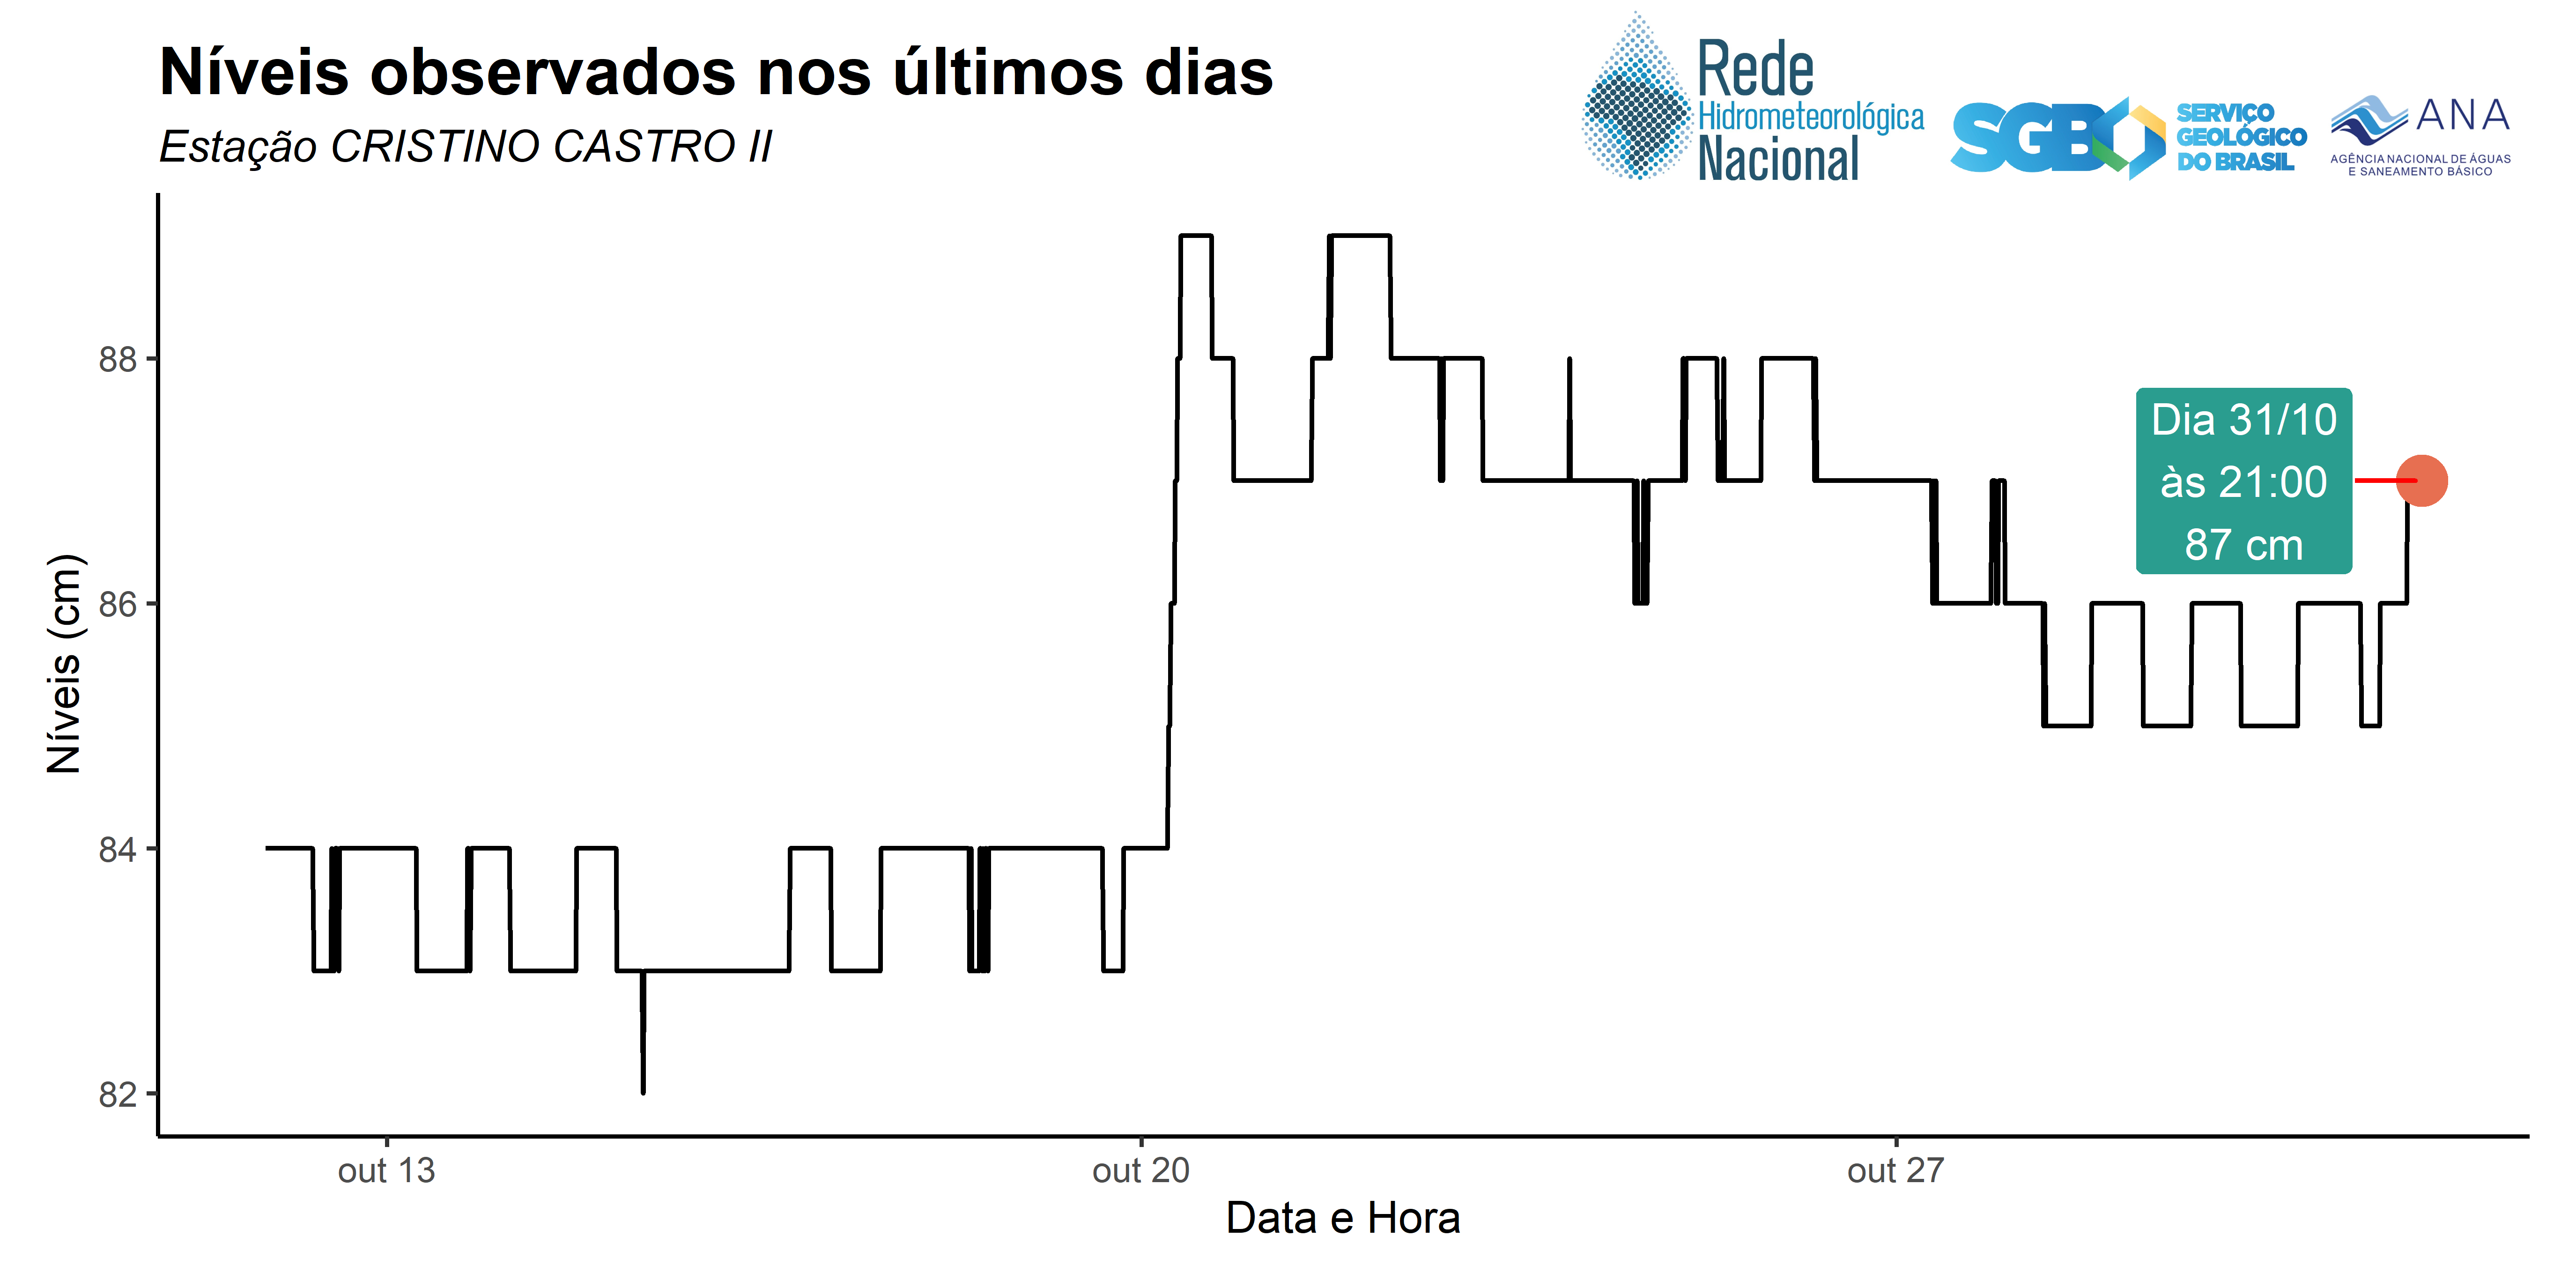 Níveis observados nos últimos dias
Estação CRISTINO CASTRO II
Rede
Hidrometeorológica
Nacional
SGB
SERVIÇO
GEOLÓGICO
DO BRASIL
ANA
AGÊNCIA NACIONAL DE ÁGUAS
E SANEAMENTO BÁSICO
Níveis (cm)
88
86
84
82
Dia 31/10
às 21:00
87 cm
out 13
out 20
out 27
Data e Hora